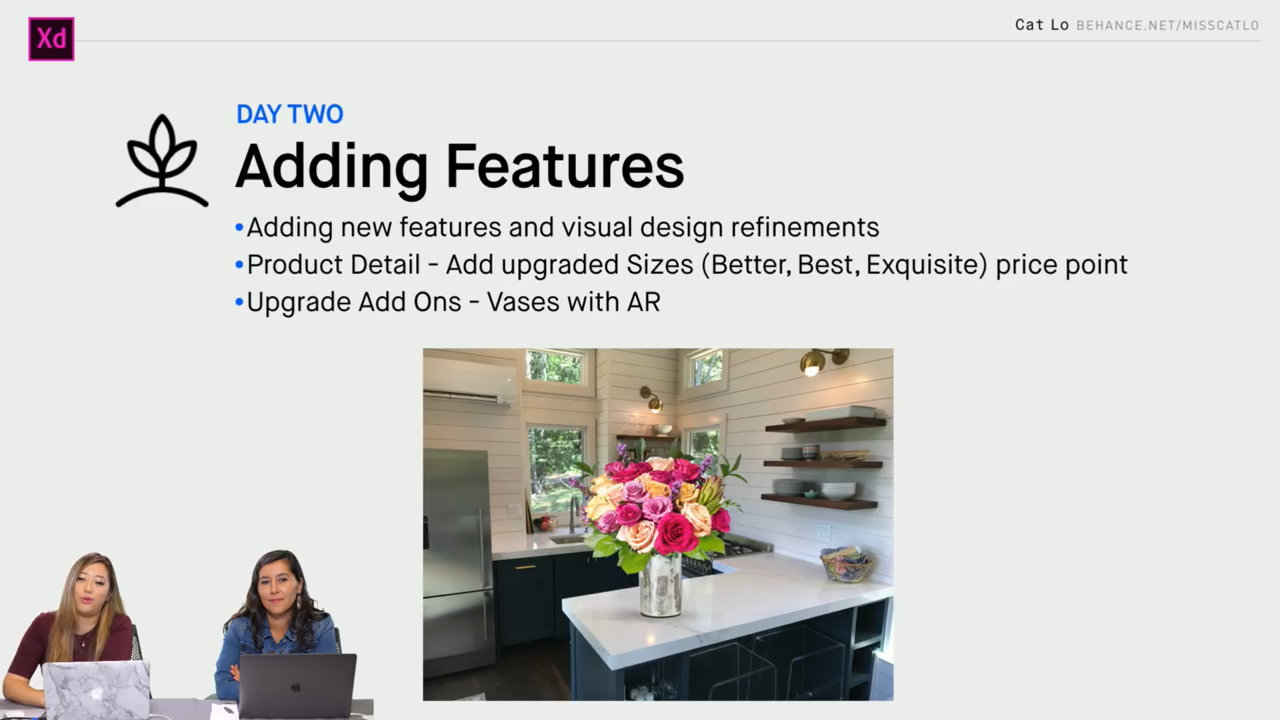 Xd
Cat Lo BEHANCE.NET/MISSCATLO
DAY TWO
Adding Features
•Adding new features and visual design refinements
•Product Detail - Add upgraded Sizes (Better, Best, Exquisite) price point
•Upgrade Add Ons - Vases with AR